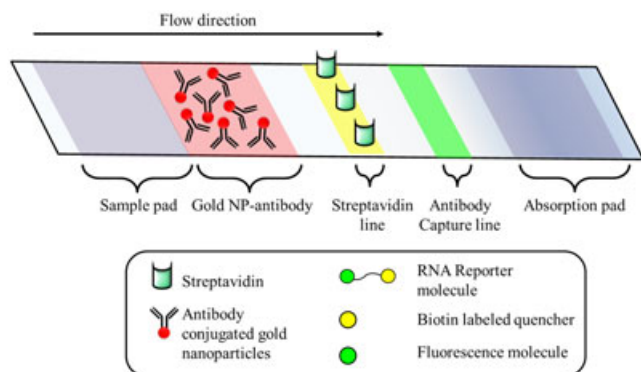 Flow direction
Sample pad
Gold NP-antibody
Streptavidin
line
Antibody
Capture line
Absorption pad
Streptavidin
Antibody
conjugated gold
nanoparticles
RNA Reporter
molecule
Biotin labeled quencher
Fluorescence molecule